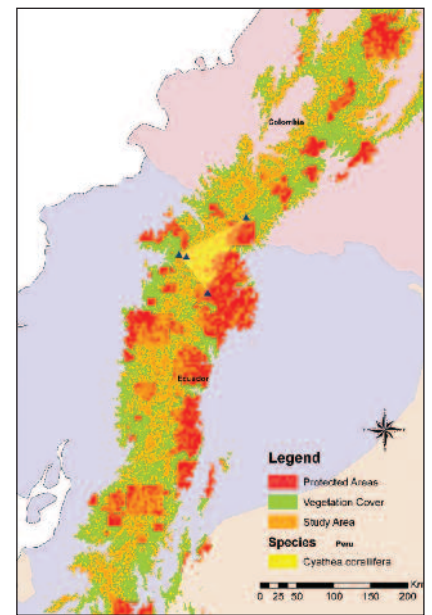 Colombia
Ecuador
Legend
Protected Areas
Vegetation Cover
Study Area
Species
Peru
Cyathea corallifera
Km
0 25 50 100 150 200